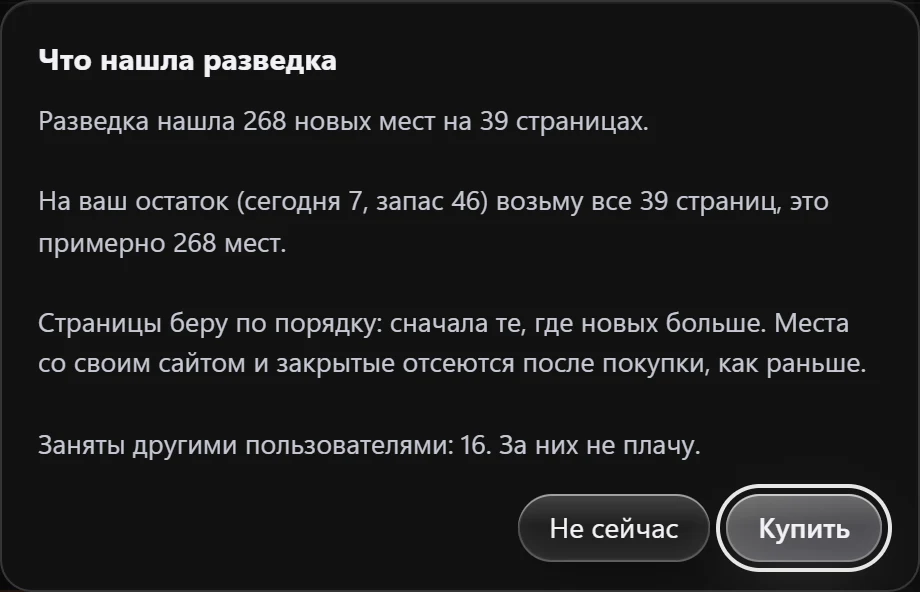 Что нашла разведка
Разведка нашла 268 новых мест на 39 страницах.
На ваш остаток (сегодня 7, запас 46) возьму все 39 страниц, это
примерно 268 мест.
Страницы беру по порядку: сначала те, где новых больше. Места
со своим сайтом и закрытые отсеются после покупки, как раньше.
Заняты другими пользователями: 16. За них не плачу.
Не сейчас
Купить